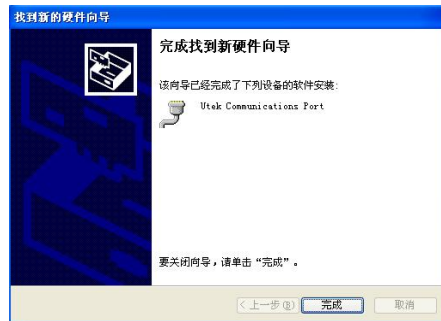 找到新的硬件向导
完成找到新硬件向导
该向导已经完成了下列设备的软件安装:
Utek Communications Port
要关闭向导，请单击“完成”。
< 上一步(B)
完成
取消